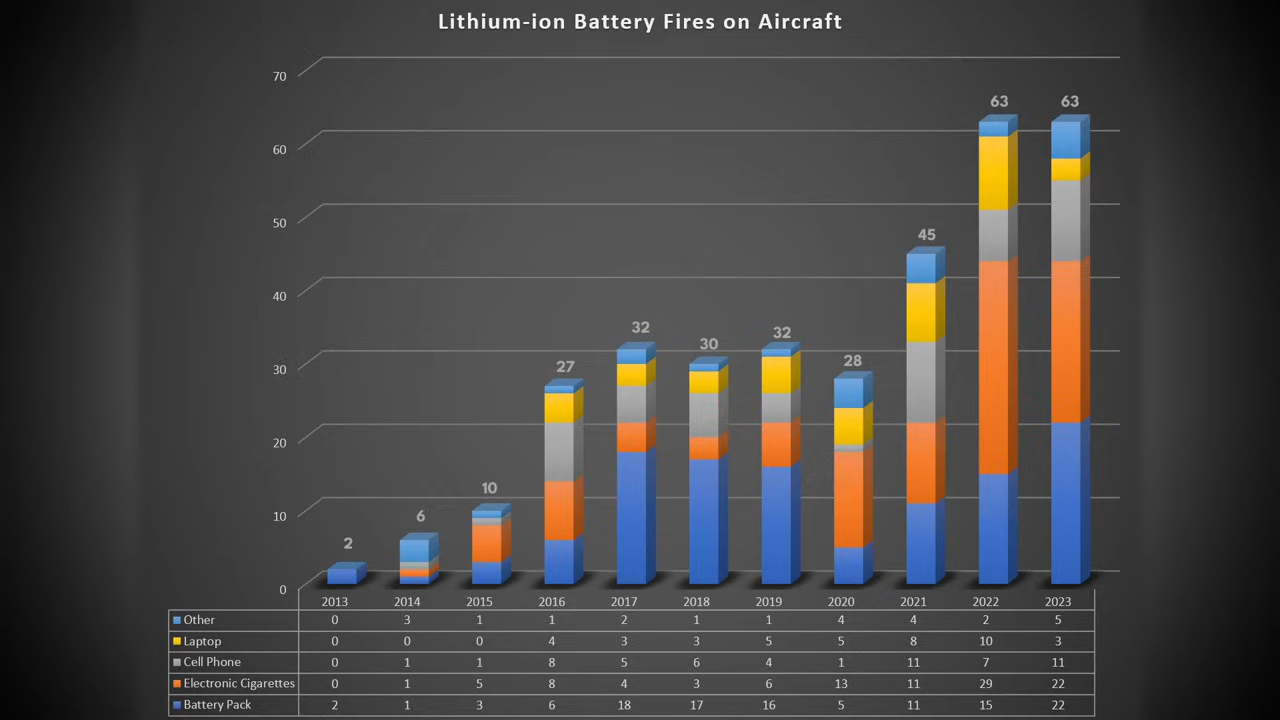 Lithium-ion Battery Fires on Aircraft
70
60
50
40
30
20
10
0
2
6
10
27
32
30
32
28
45
63
63
2013 2014 2015 2016 2017 2018 2019 2020 2021 2022 2023
Other 0 3 1 1 2 1 1 4 4 2 5
Laptop 0 0 0 4 3 3 5 5 8 10 3
Cell Phone 0 1 1 8 5 6 4 1 11 7 11
Electronic Cigarettes 0 1 5 8 4 3 6 13 11 29 22
Battery Pack 2 1 3 6 18 17 16 5 11 15 22